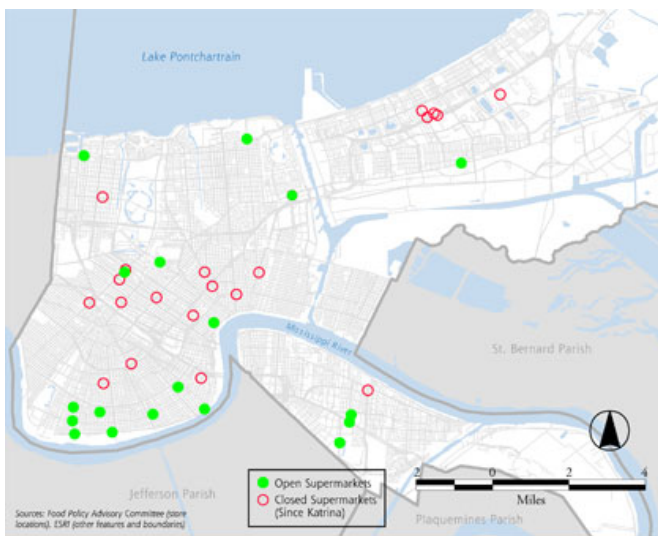 Lake Pontchartrain
Mississippi River
St. Bernard Parish
Jefferson Parish
Open Supermarkets
Closed Supermarkets
(Since Katrina)
2 0 2 4
Miles
Plaquemines Parish
Sources: Food Policy Advisory Committee (store
locations). ESRI (other features and boundaries)